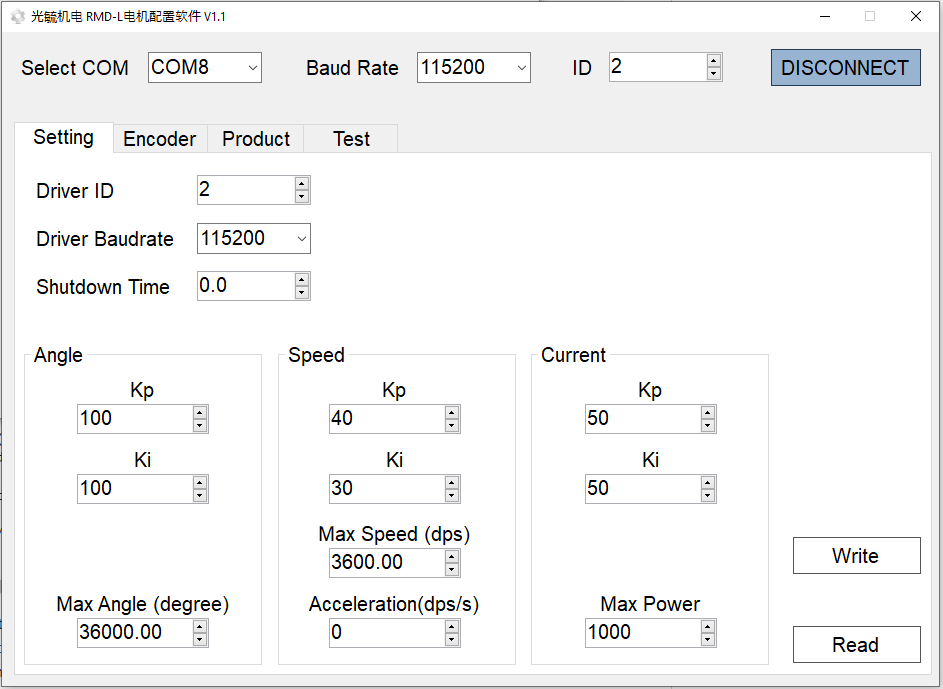 光毓机电 RMD-L电机配置软件 V1.1
Select COM COM8 Baud Rate 115200 ID 2 DISCONNECT
Setting Encoder Product Test
Driver ID 2
Driver Baudrate 115200
Shutdown Time 0.0
Angle Speed Current
Kp Kp Kp
100 40 50
Ki Ki Ki
100 30 50
Max Speed (dps)
3600.00
Write
Max Angle (degree) Acceleration(dps/s) Max Power
36000.00 0 1000
Read